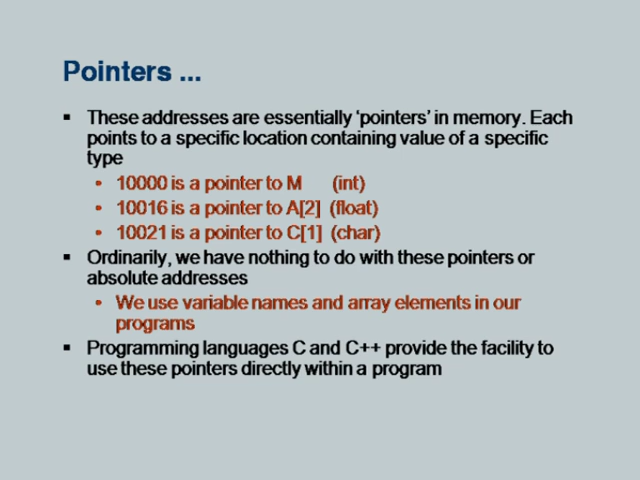 Pointers ...
▪ These addresses are essentially ‘pointers’ in memory. Each
points to a specific location containing value of a specific
type
• 10000 is a pointer to M (int)
• 10016 is a pointer to A[2] (float)
• 10021 is a pointer to C[1] (char)
▪ Ordinarily, we have nothing to do with these pointers or
absolute addresses
• We use variable names and array elements in our
programs
▪ Programming languages C and C++ provide the facility to
use these pointers directly within a program